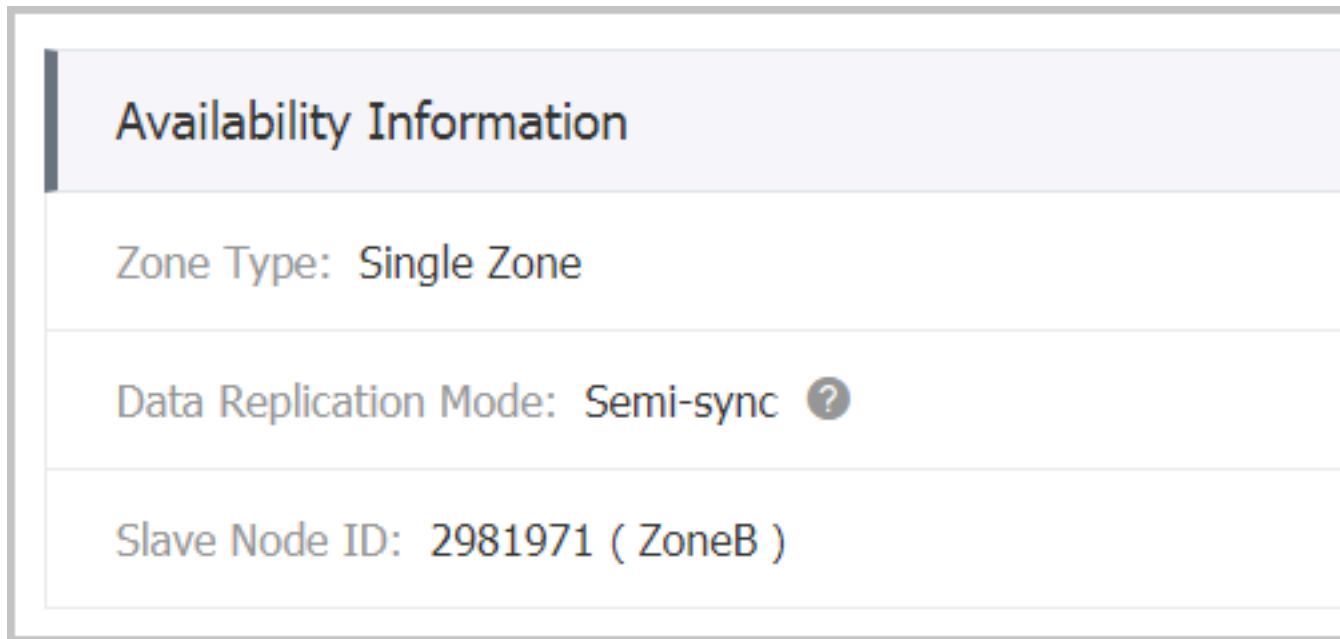 Availability Information
Zone Type: Single Zone
Data Replication Mode: Semi-sync ?
Slave Node ID: 2981971 ( ZoneB )